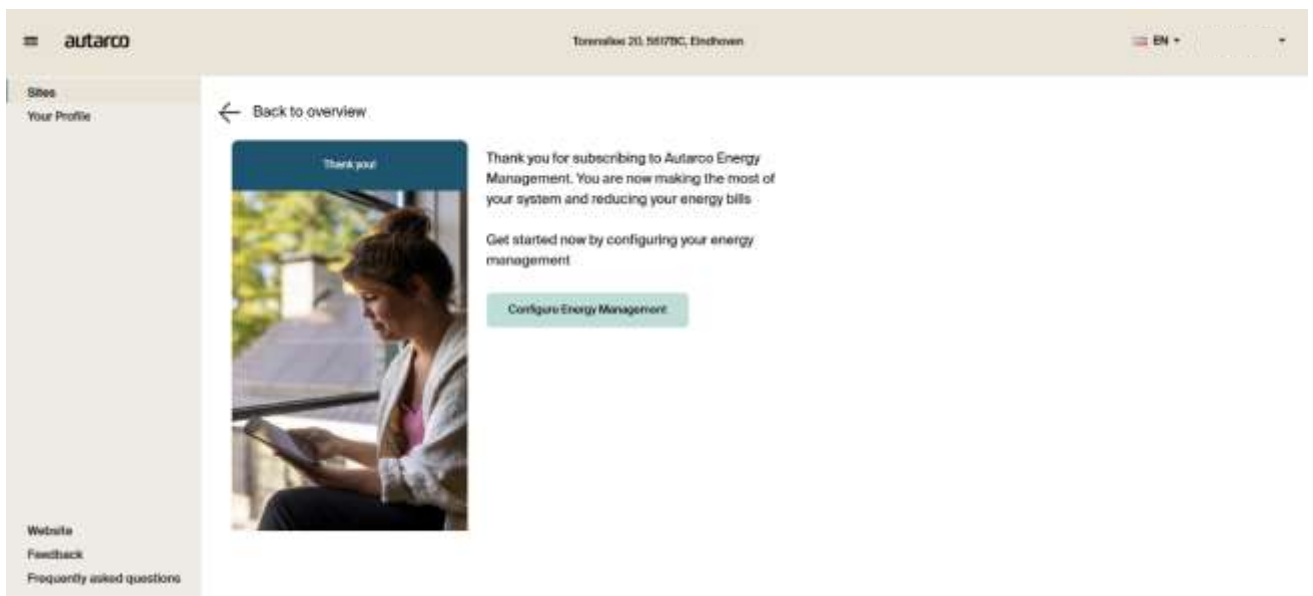 autarco
Torenallee 20, 5617BC, Eindhoven
EN
Sites
Your Profile
Back to overview
Thank you!
Thank you for subscribing to Autarco Energy
Management. You are now making the most of
your system and reducing your energy bills
Get started now by configuring your energy
management
Configure Energy Management
Website
Feedback
Frequently asked questions